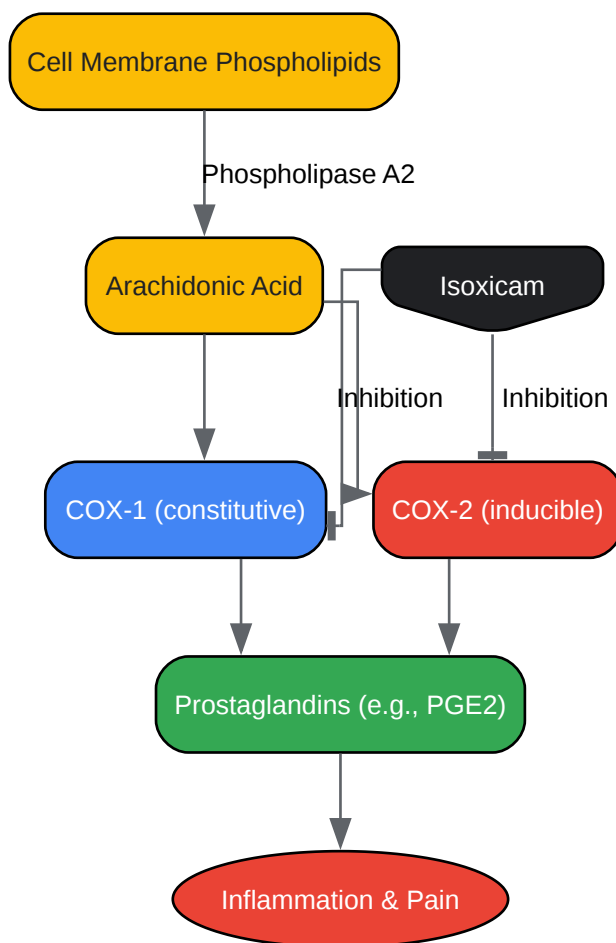 Cell Membrane Phospholipids
Phospholipase A2
Arachidonic Acid
Isoxicam
Inhibition
Inhibition
COX-1 (constitutive)
COX-2 (inducible)
Prostaglandins (e.g., PGE2)
Inflammation & Pain